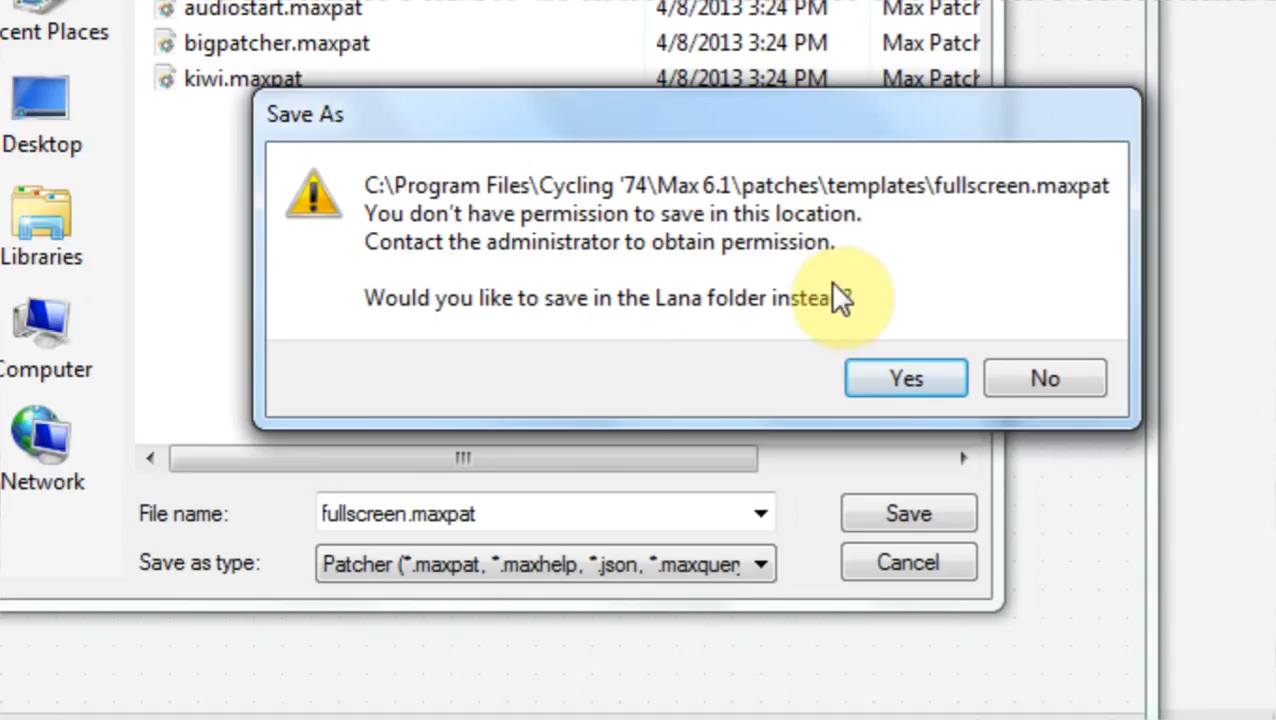 audiostart.maxpat 4/8/2013 3:24 PM Max Patch
cent Places
bigpatcher.maxpat 4/8/2013 3:24 PM Max Patch
kiwi.maxpat 4/8/2013 3:24 PM Max Patch
Save As
Desktop
C:\Program Files\Cycling '74\Max 6.1\patches\templates\fullscreen.maxpat
You don't have permission to save in this location.
Contact the administrator to obtain permission.
Libraries
Would you like to save in the Lana folder instead?
Computer
Yes No
Network
File name: fullscreen.maxpat Save
Save as type: Patcher (*.maxpat, *.maxhelp, *.json, *.maxquery Cancel